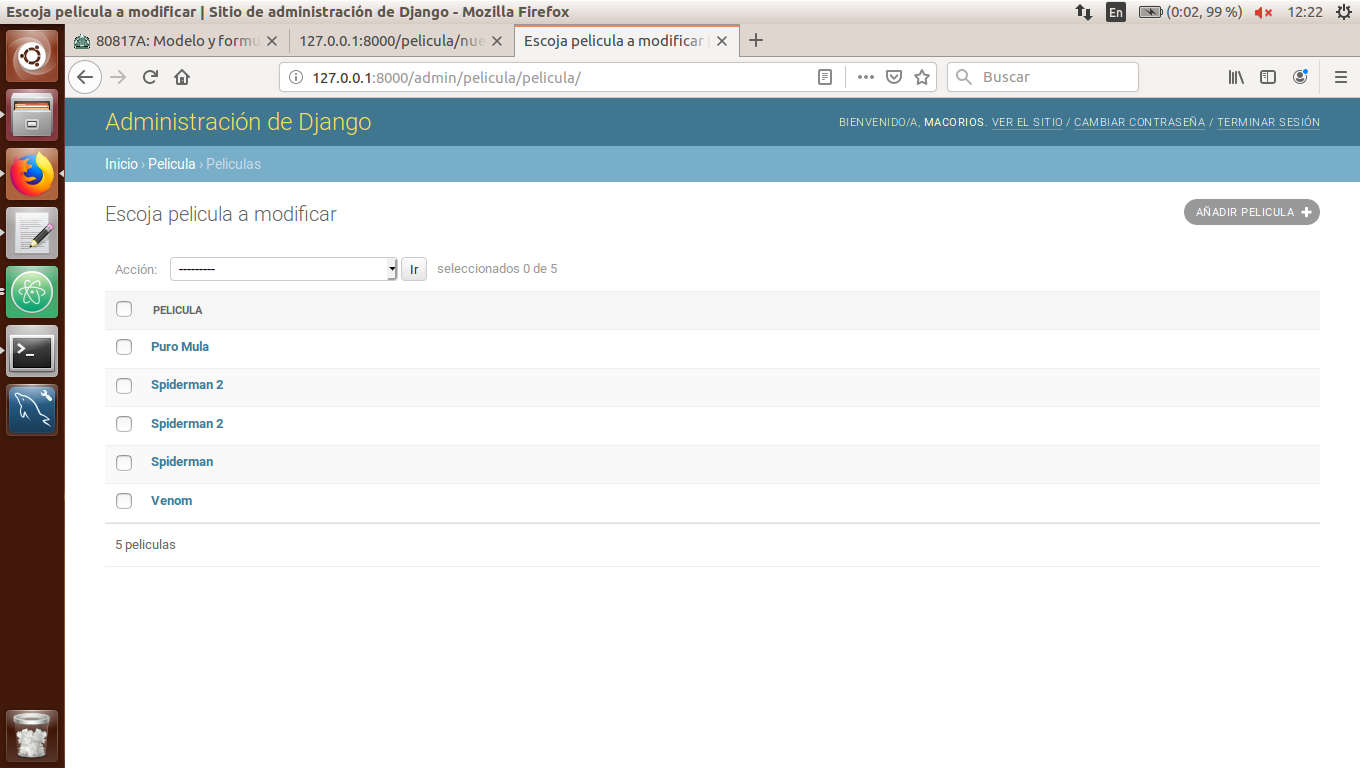 Escoja pelicula a modificar | Sitio de administración de Django - Mozilla Firefox
En (0:02, 99 %) 12:22
80817A: Modelo y formu
127.0.0.1:8000/pelicula/nue
Escoja pelicula a modificar |
127.0.0.1:8000/admin/pelicula/pelicula/
Buscar
Administración de Django
BIENVENIDO/A, MACORIOS. VER EL SITIO / CAMBIAR CONTRASEÑA / TERMINAR SESIÓN
Inicio › Pelicula › Peliculas
Escoja pelicula a modificar
AÑADIR PELICULA
Acción: --------- Ir seleccionados 0 de 5
PELICULA
Puro Mula
Spiderman 2
Spiderman 2
Spiderman
Venom
5 peliculas